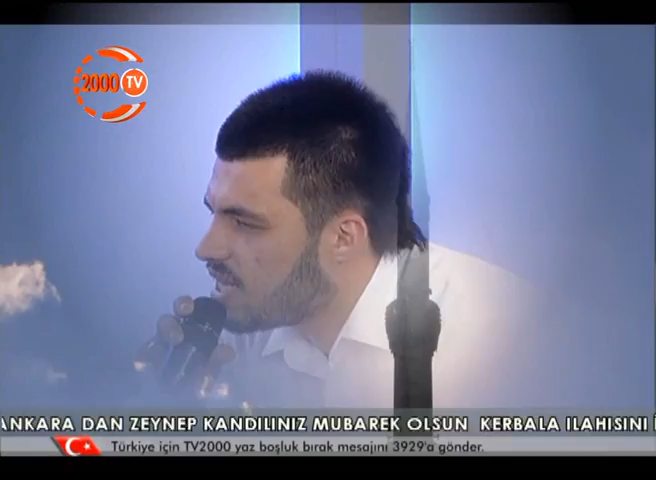 2000 TV
ANKARA DAN ZEYNEP KANDILINIZ MUBAREK OLSUN KERBALA ILAHISINI
Türkiye için TV2000 yaz boşluk bırak mesajını 3929'a gönder.